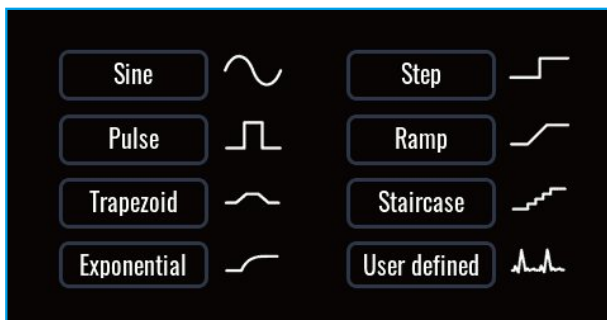 Sine
Step
Pulse
Ramp
Trapezoid
Staircase
Exponential
User defined